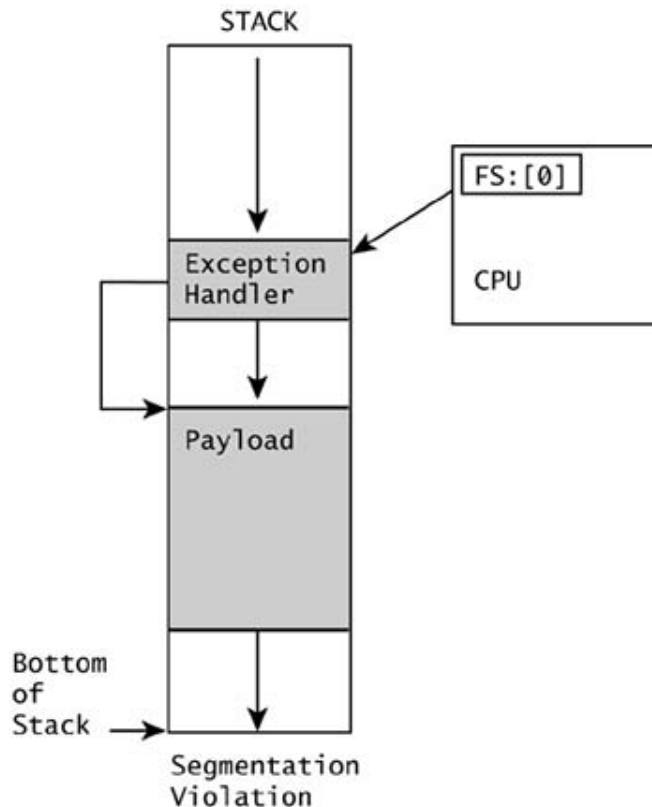 STACK
FS:[0]
Exception
Handler
CPU
Payload
Bottom
of
Stack
Segmentation
Violation